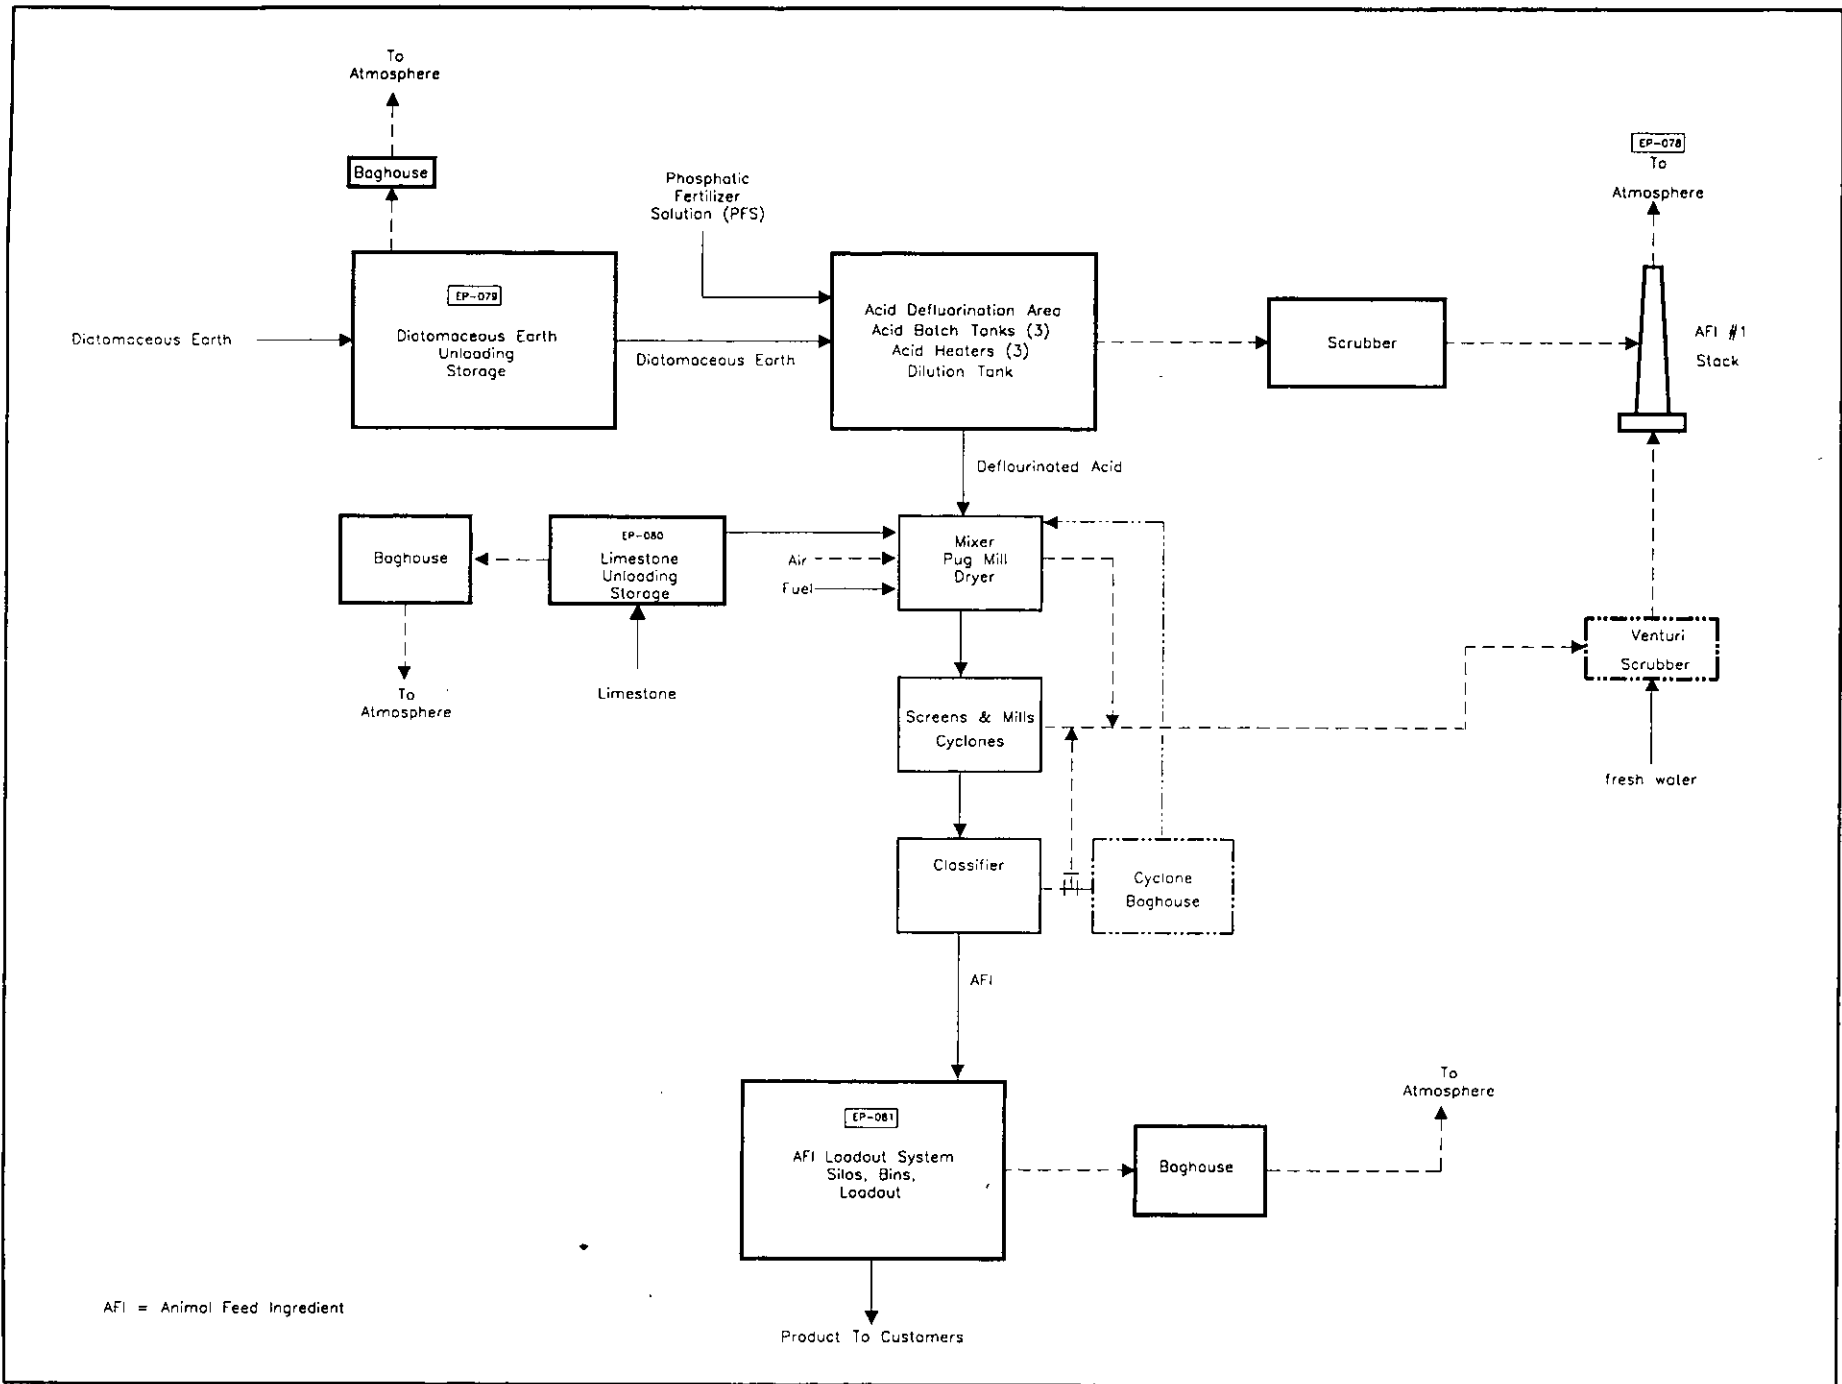 To
Atmosphere
Baghouse
EP-079
Diatomaceous Earth
Unloading
Storage
Diatomaceous Earth
Diatomaceous Earth
Phosphatic
Fertilizer
Solution (PFS)
Acid Defluorination Area
Acid Batch Tanks (3)
Acid Heaters (3)
Dilution Tank
Scrubber
EP-078
To
Atmosphere
AFI #1
Stack
Deflourinated Acid
Baghouse
To
Atmosphere
EP-080
Limestone
Unloading
Storage
Limestone
Air
Fuel
Mixer
Pug Mill
Dryer
Venturi
Scrubber
fresh water
Screens & Mills
Cyclones
Classifier
Cyclone
Baghouse
AFI
EP-081
AFI Loadout System
Silos, Bins,
Loadout
Baghouse
To
Atmosphere
Product To Customers
AFI = Animal Feed Ingredient